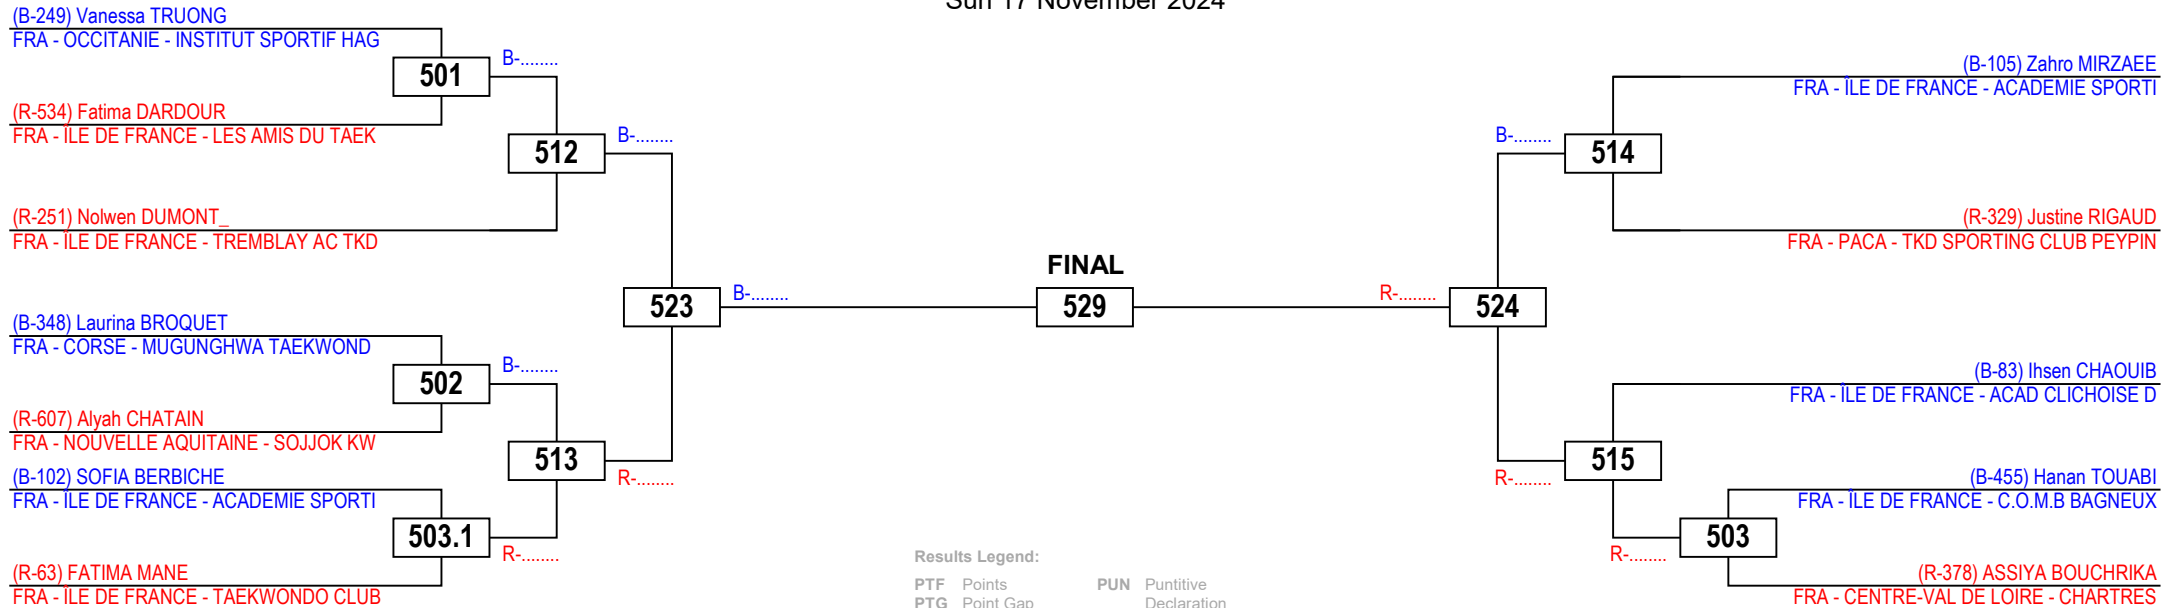 Sun 17 November 2024
(B-249) Vanessa TRUONG
FRA - OCCITANIE - INSTITUT SPORTIF HAG
501
B-........
(R-534) Fatima DARDOUR
FRA - ÎLE DE FRANCE - LES AMIS DU TAEK
512
B-........
(R-251) Nolwen DUMONT_
FRA - ÎLE DE FRANCE - TREMBLAY AC TKD
523
B-........
(B-348) Laurina BROQUET
FRA - CORSE - MUGUNGHWA TAEKWOND
502
B-........
(R-607) Alyah CHATAIN
FRA - NOUVELLE AQUITAINE - SOJJOK KW
513
R-........
(B-102) SOFIA BERBICHE
FRA - ÎLE DE FRANCE - ACADEMIE SPORTI
503.1
R-........
(R-63) FATIMA MANE
FRA - ÎLE DE FRANCE - TAEKWONDO CLUB
FINAL
529
(B-105) Zahro MIRZAEE
FRA - ÎLE DE FRANCE - ACADEMIE SPORTI
B-........
514
(R-329) Justine RIGAUD
FRA - PACA - TKD SPORTING CLUB PEYPIN
R-........
524
(B-83) Ihsen CHAOUIB
FRA - ÎLE DE FRANCE - ACAD CLICHOISE D
R-........
515
(B-455) Hanan TOUABI
FRA - ÎLE DE FRANCE - C.O.M.B BAGNEUX
R-........
503
(R-378) ASSIYA BOUCHRIKA
FRA - CENTRE-VAL DE LOIRE - CHARTRES
Results Legend:
PTF Points PUN Puntitive
PTG Point Gap Declaration